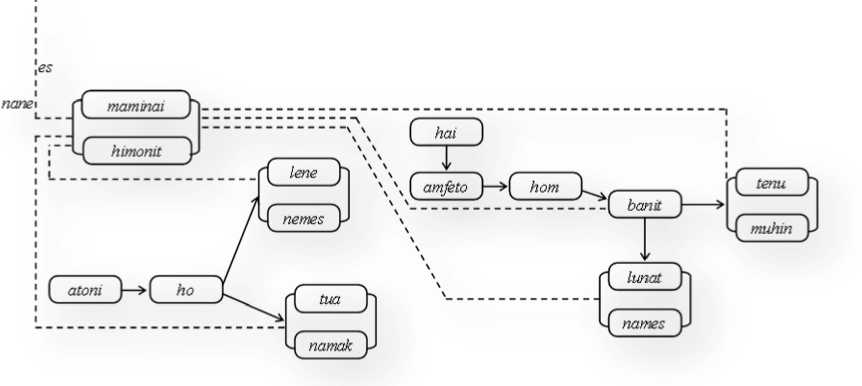 es
nane
maminai
himonit
hai
lene
amfeto
hom
tenu
banit
nemes
muhin
lunat
atoni
ho
tua
names
namak